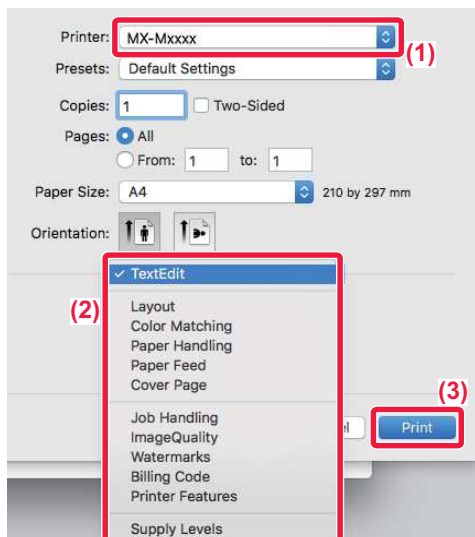 Printer: MX-Mxxxx
(1)
Presets: Default Settings
Copies: 1 Two-Sided
Pages: All
From: 1 to: 1
Paper Size: A4 210 by 297 mm
Orientation:
✓ TextEdit
(2)
Layout
Color Matching
Paper Handling
Paper Feed
Cover Page
(3)
Job Handling
ImageQuality
Watermarks
Billing Code
Printer Features
Print
Supply Levels